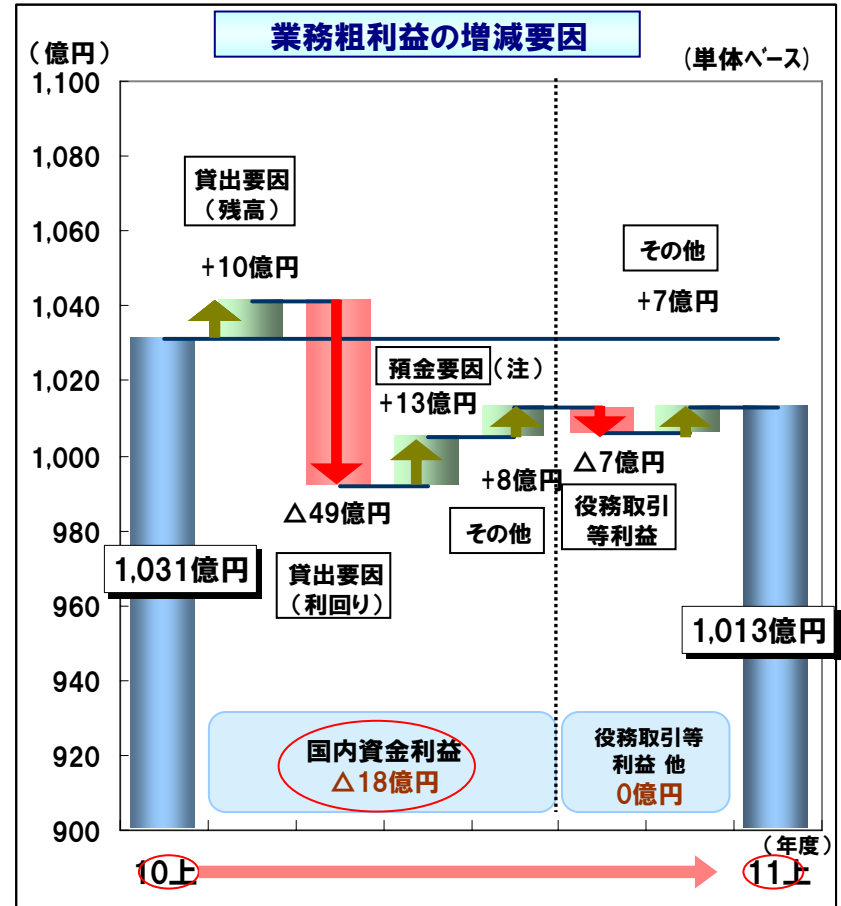 業務粗利益の増減要因
（億円）
（単体ベース）
1,100
1,080
1,060
1,040
1,020
1,000
980
960
940
920
900
貸出要因
（残高）
+10億円
その他
+7億円
預金要因（注）
+13億円
△49億円
貸出要因
（利回り）
+8億円
その他
△7億円
役務取引
等利益
1,031億円
1,013億円
国内資金利益
△18億円
役務取引等
利益 他
0億円
（年度）
10上
11上